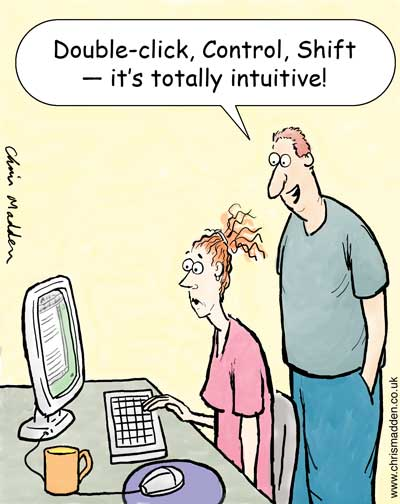 Double-click, Control, Shift
— it's totally intuitive!
Chris Madden
www.chrismadden.co.uk